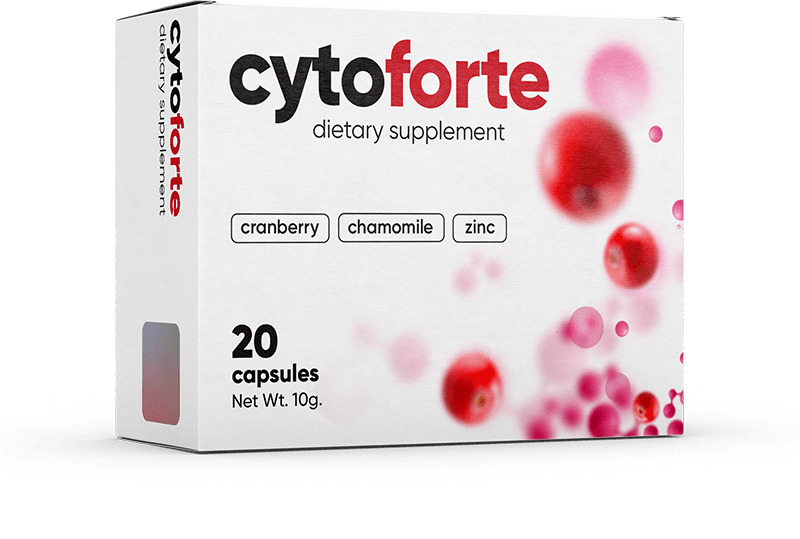 cytoforte
dietary supplement
cytoforte
dietary supplement
cranberry chamomile zinc
20
capsules
Net Wt. 10g.